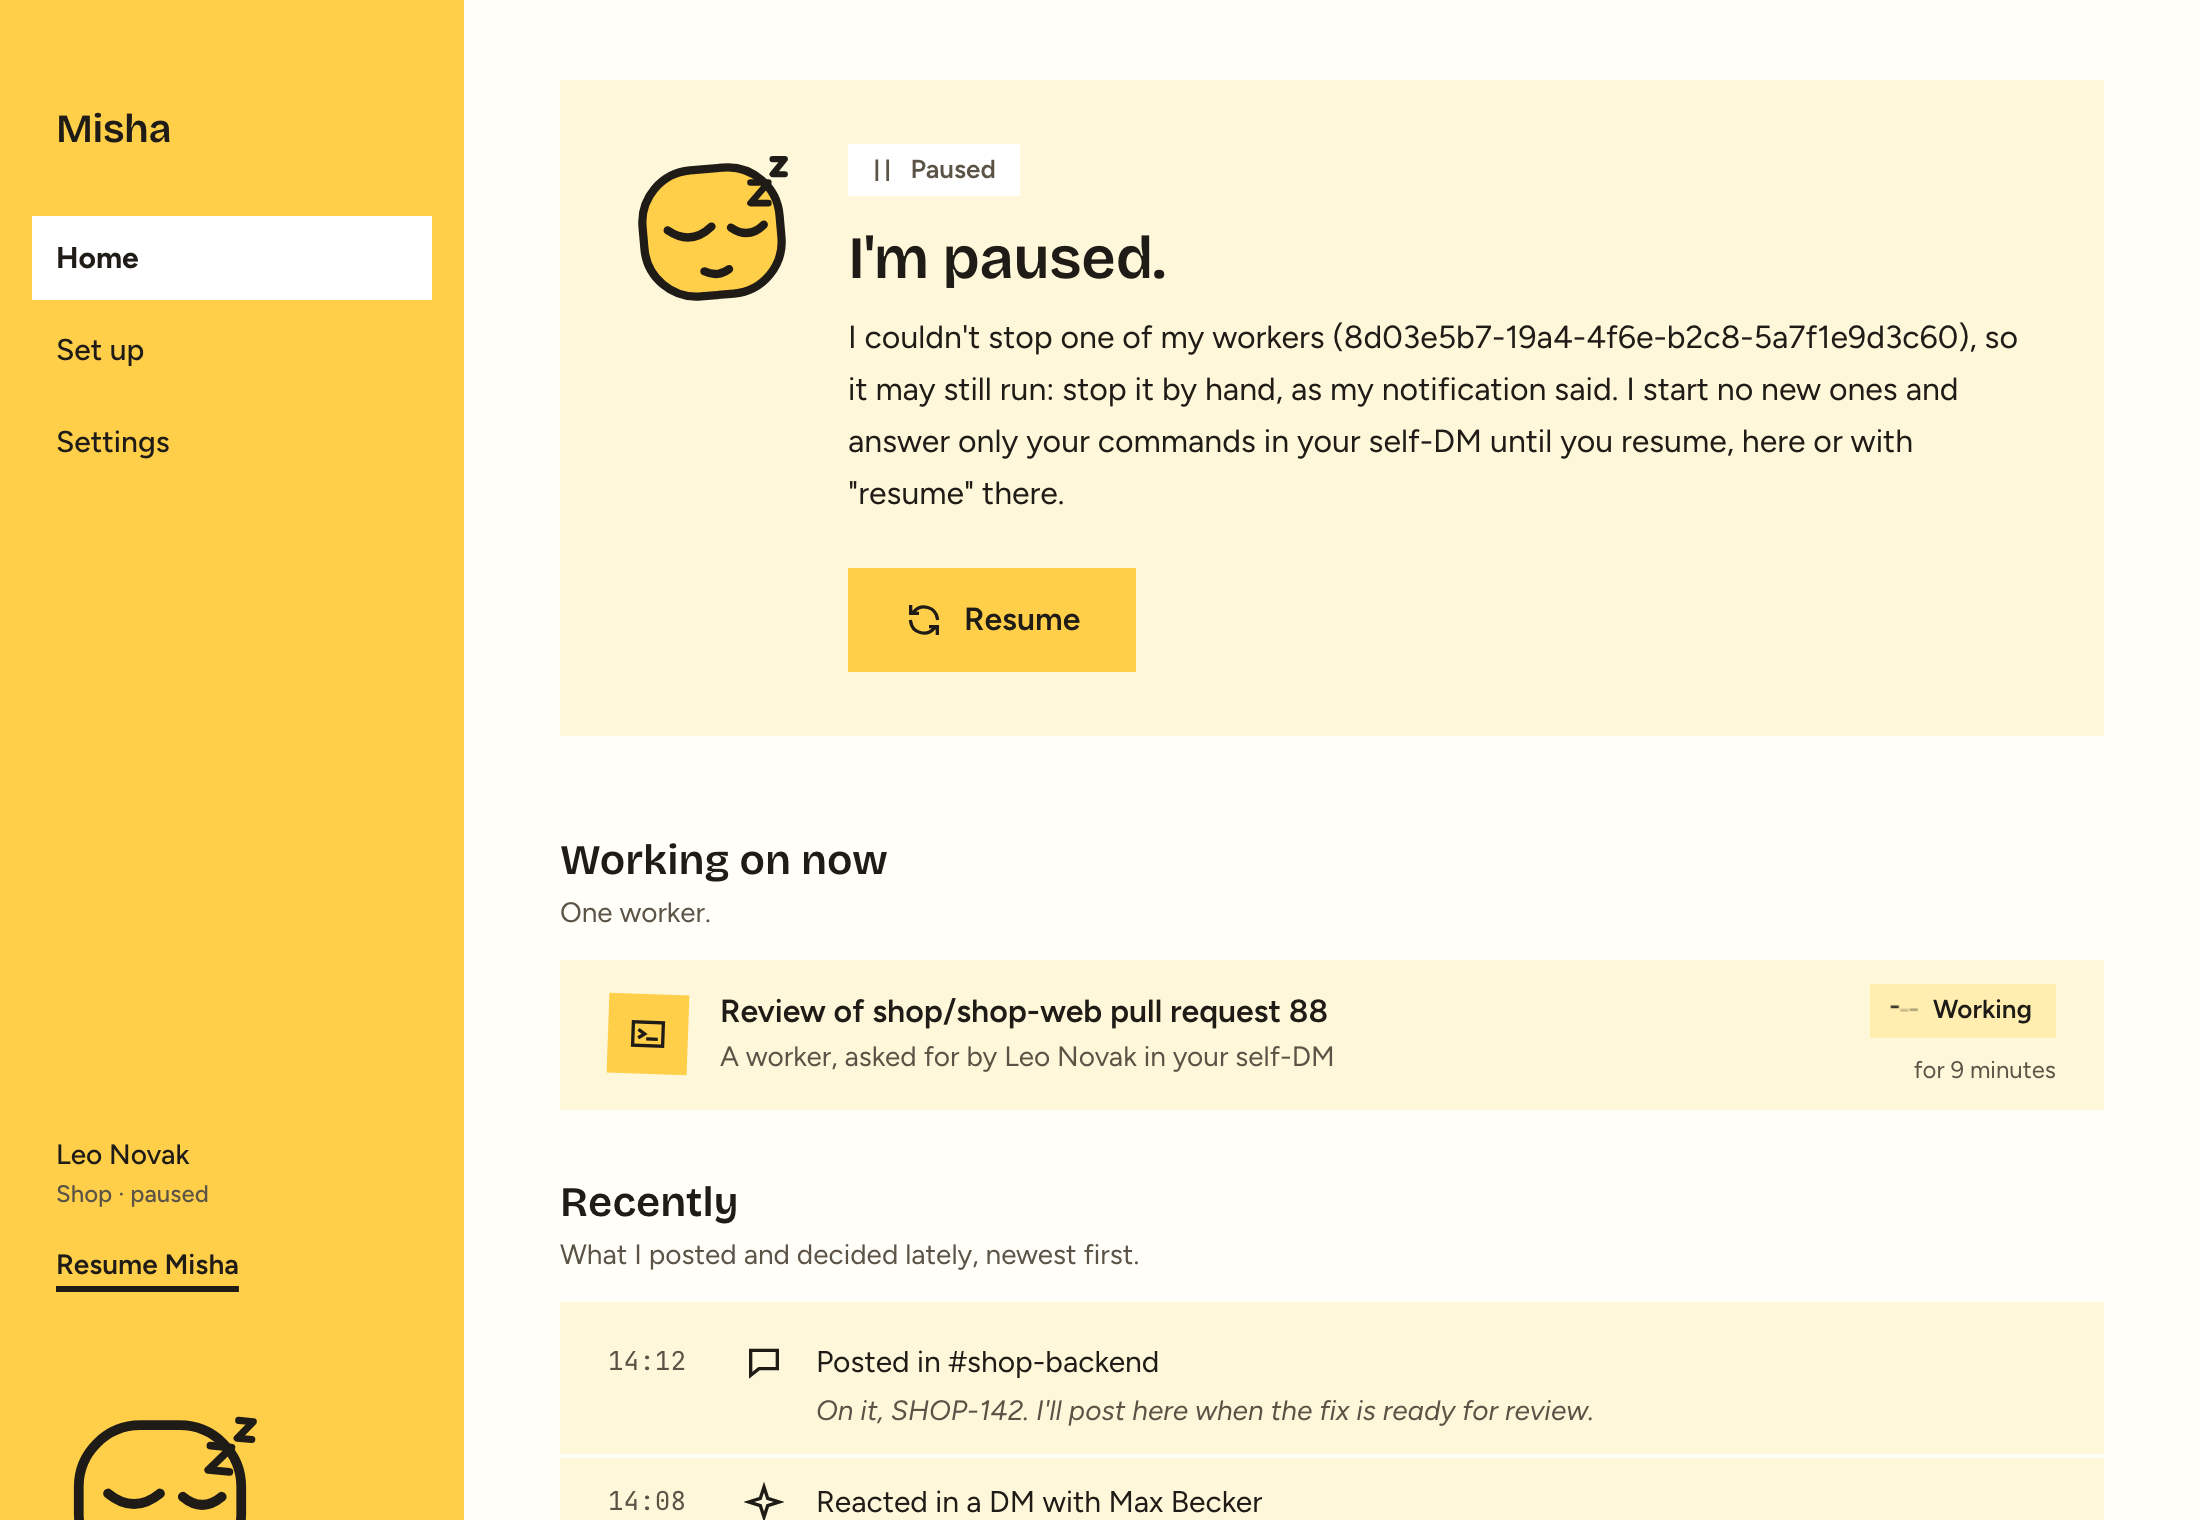 Misha
Home
Set up
Settings
Leo Novak
Shop · paused
Resume Misha
Paused
I'm paused.
I couldn't stop one of my workers (8d03e5b7-19a4-4f6e-b2c8-5a7f1e9d3c60), so
it may still run: stop it by hand, as my notification said. I start no new ones and
answer only your commands in your self-DM until you resume, here or with
"resume" there.
Resume
Working on now
One worker.
Review of shop/shop-web pull request 88
A worker, asked for by Leo Novak in your self-DM
Working
for 9 minutes
Recently
What I posted and decided lately, newest first.
14:12
Posted in #shop-backend
On it, SHOP-142. I'll post here when the fix is ready for review.
14:08
Reacted in a DM with Max Becker